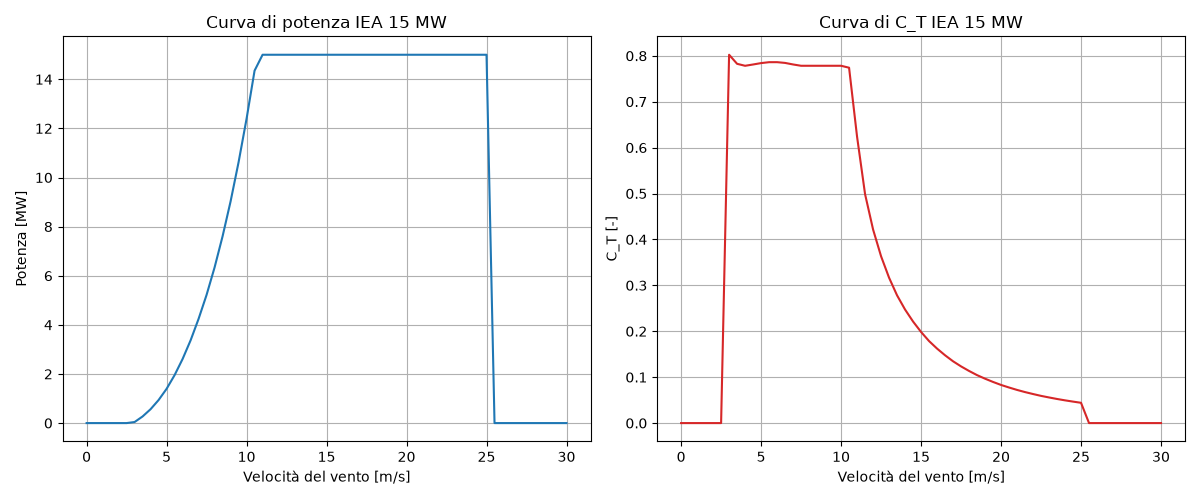 Curva di potenza IEA 15 MW
Potenza [MW]
14
12
10
8
6
4
2
0
0 5 10 15 20 25 30
Velocità del vento [m/s]
Curva di C_T IEA 15 MW
C_T [-]
0.8
0.7
0.6
0.5
0.4
0.3
0.2
0.1
0.0
0 5 10 15 20 25 30
Velocità del vento [m/s]